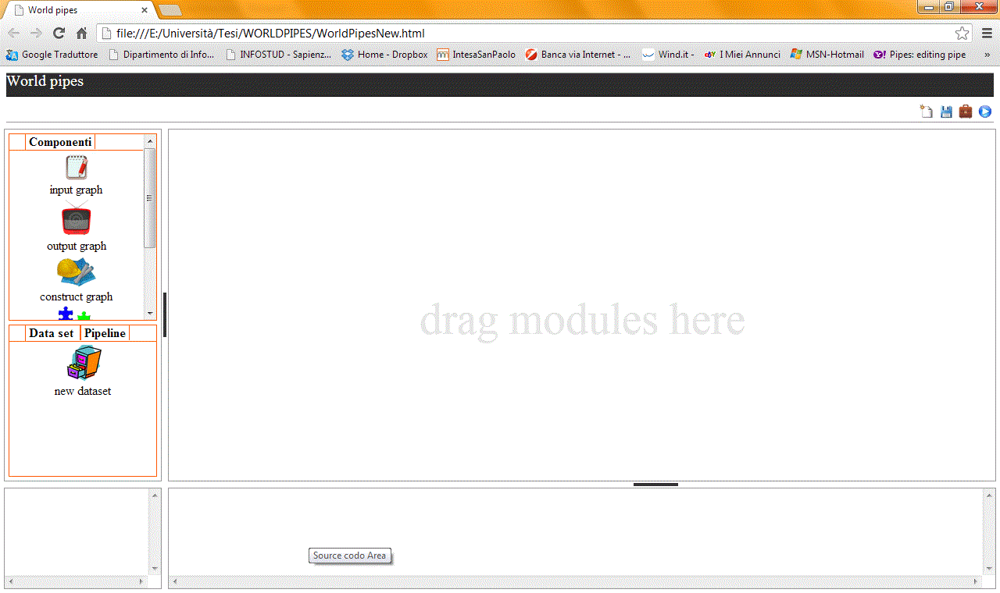 World pipes
file:///E:/Università/Tesi/WORLDPIPES/WorldPipesNew.html
Google Traduttore Dipartimento di Info... INFOSTUD - Sapienz... Home - Dropbox IntesaSanPaolo Banca via Internet - ... Wind.it - I Miei Annunci MSN-Hotmail Pipes: editing pipe »
World pipes
Componenti
input graph
output graph
construct graph
Data set Pipeline
new dataset
drag modules here
Source codo Area